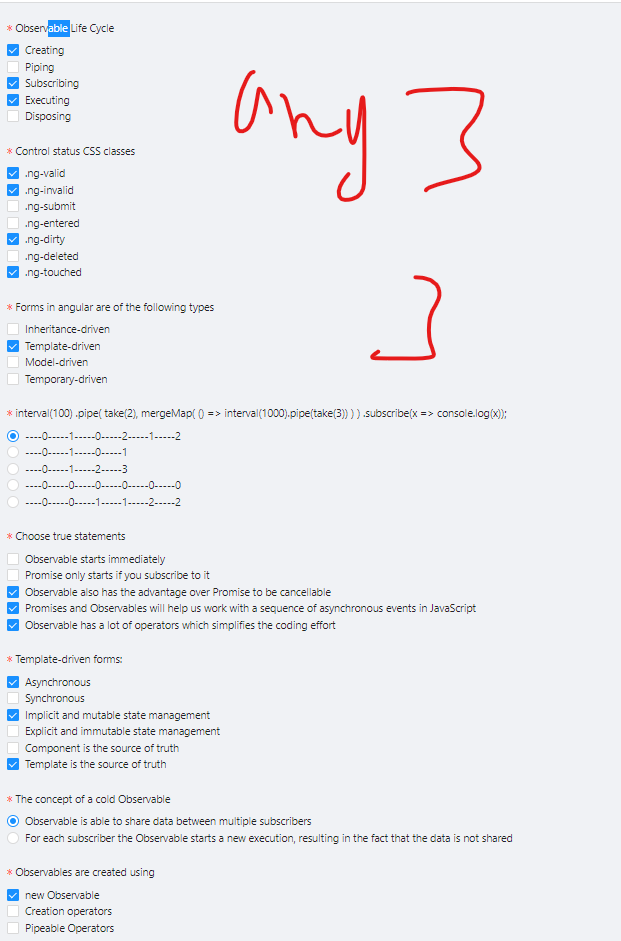 * Observable Life Cycle
Creating
Piping
Subscribing
Executing
Disposing
any 3
* Control status CSS classes
.ng-valid
.ng-invalid
.ng-submit
.ng-entered
.ng-dirty
.ng-deleted
.ng-touched
* Forms in angular are of the following types
Inheritance-driven
Template-driven
Model-driven
Temporary-driven
* interval(100) .pipe( take(2), mergeMap( () => interval(1000).pipe(take(3)) ) ) .subscribe(x => console.log(x));
----0-----1-----0-----2-----1-----2
----0-----1-----0-----1
----0-----1-----2-----3
----0-----0-----0-----0-----0-----0
----0-----0-----1-----1-----2-----2
* Choose true statements
Observable starts immediately
Promise only starts if you subscribe to it
Observable also has the advantage over Promise to be cancellable
Promises and Observables will help us work with a sequence of asynchronous events in JavaScript
Observable has a lot of operators which simplifies the coding effort
* Template-driven forms:
Asynchronous
Synchronous
Implicit and mutable state management
Explicit and immutable state management
Component is the source of truth
Template is the source of truth
* The concept of a cold Observable
Observable is able to share data between multiple subscribers
For each subscriber the Observable starts a new execution, resulting in the fact that the data is not shared
* Observables are created using
new Observable
Creation operators
Pipeable Operators